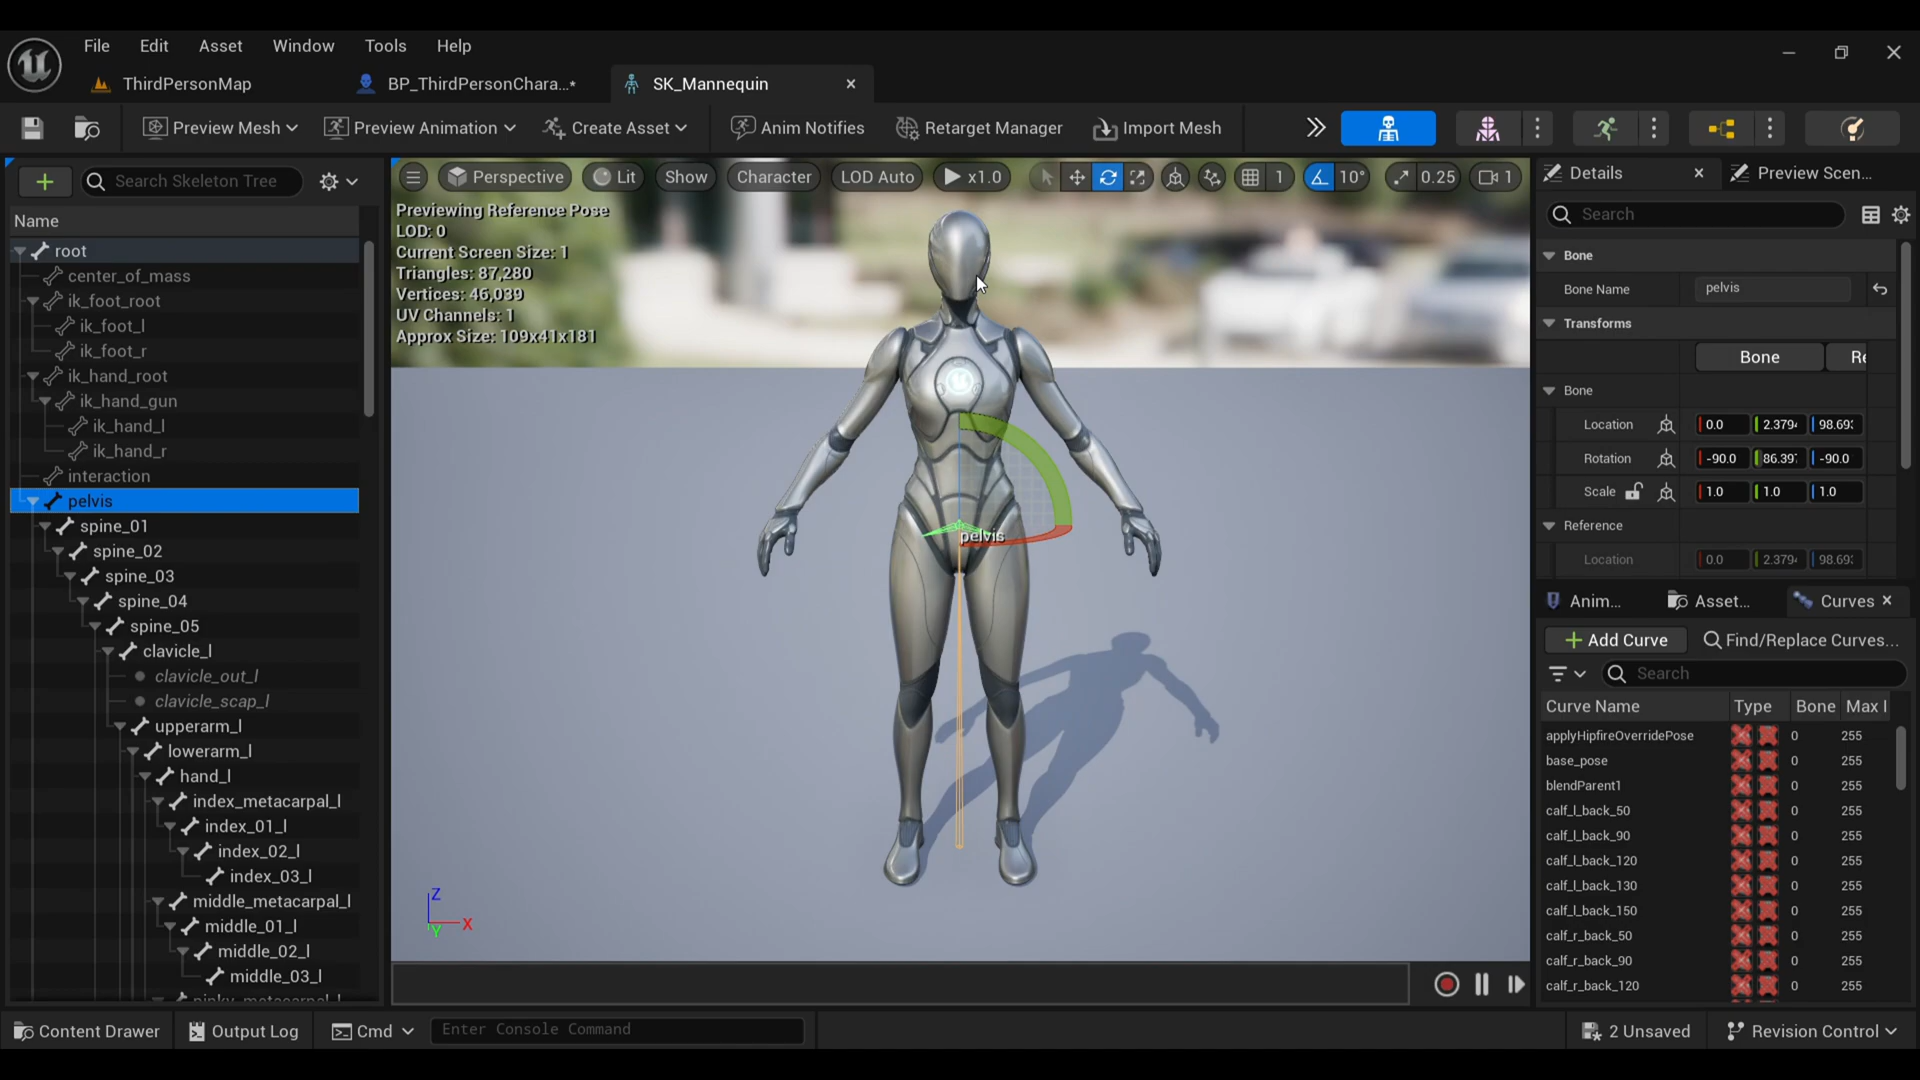 File Edit Asset Window Tools Help
ThirdPersonMap BP_ThirdPersonChara...* SK_Mannequin
Preview Mesh Preview Animation Create Asset Anim Notifies Retarget Manager Import Mesh
Search Skeleton Tree
Name
root
center_of_mass
ik_foot_root
ik_foot_l
ik_foot_r
ik_hand_root
ik_hand_gun
ik_hand_l
ik_hand_r
interaction
pelvis
spine_01
spine_02
spine_03
spine_04
spine_05
clavicle_l
clavicle_out_l
clavicle_scap_l
upperarm_l
lowerarm_l
hand_l
index_metacarpal_l
index_01_l
index_02_l
index_03_l
middle_metacarpal_l
middle_01_l
middle_02_l
middle_03_l
Perspective Lit Show Character LOD Auto x1.0 1 10° 0.25 1
Previewing Reference Pose
LOD: 0
Current Screen Size: 1
Triangles: 87,280
Vertices: 46,039
UV Channels: 1
Approx Size: 109x41x181
pelvis
Z
X
Y
Details Preview Scen...
Search
Bone
Bone Name pelvis
Transforms
Bone Re
Bone
Location 0.0 2.379 98.69
Rotation -90.0 86.39 -90.0
Scale 1.0 1.0 1.0
Reference
Location 0.0 2.379 98.69
Anim... Asset... Curves
Add Curve Find/Replace Curves...
Search
Curve Name Type Bone Max
applyHipfireOverridePose 0 255
base_pose 0 255
blendParent1 0 255
calf_l_back_50 0 255
calf_l_back_90 0 255
calf_l_back_120 0 255
calf_l_back_130 0 255
calf_l_back_150 0 255
calf_r_back_50 0 255
calf_r_back_90 0 255
calf_r_back_120 0 255
Content Drawer Output Log Cmd Enter Console Command 2 Unsaved Revision Control